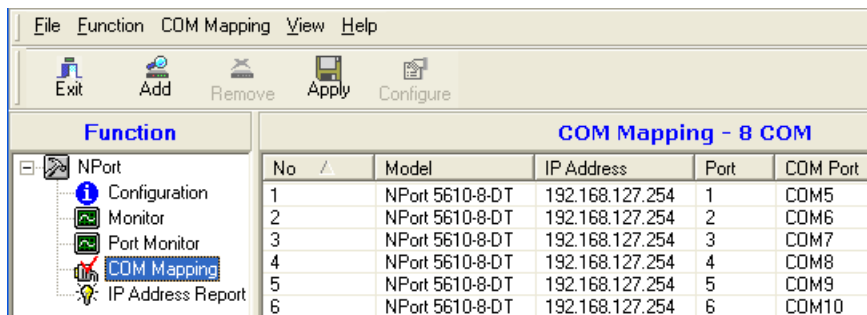 File Function COM Mapping View Help
Exit Add Remove Apply Configure
Function
COM Mapping - 8 COM
NPort
Configuration
Monitor
Port Monitor
COM Mapping
IP Address Report
No Model IP Address Port COM Port
1 NPort 5610-8-DT 192.168.127.254 1 COM5
2 NPort 5610-8-DT 192.168.127.254 2 COM6
3 NPort 5610-8-DT 192.168.127.254 3 COM7
4 NPort 5610-8-DT 192.168.127.254 4 COM8
5 NPort 5610-8-DT 192.168.127.254 5 COM9
6 NPort 5610-8-DT 192.168.127.254 6 COM10